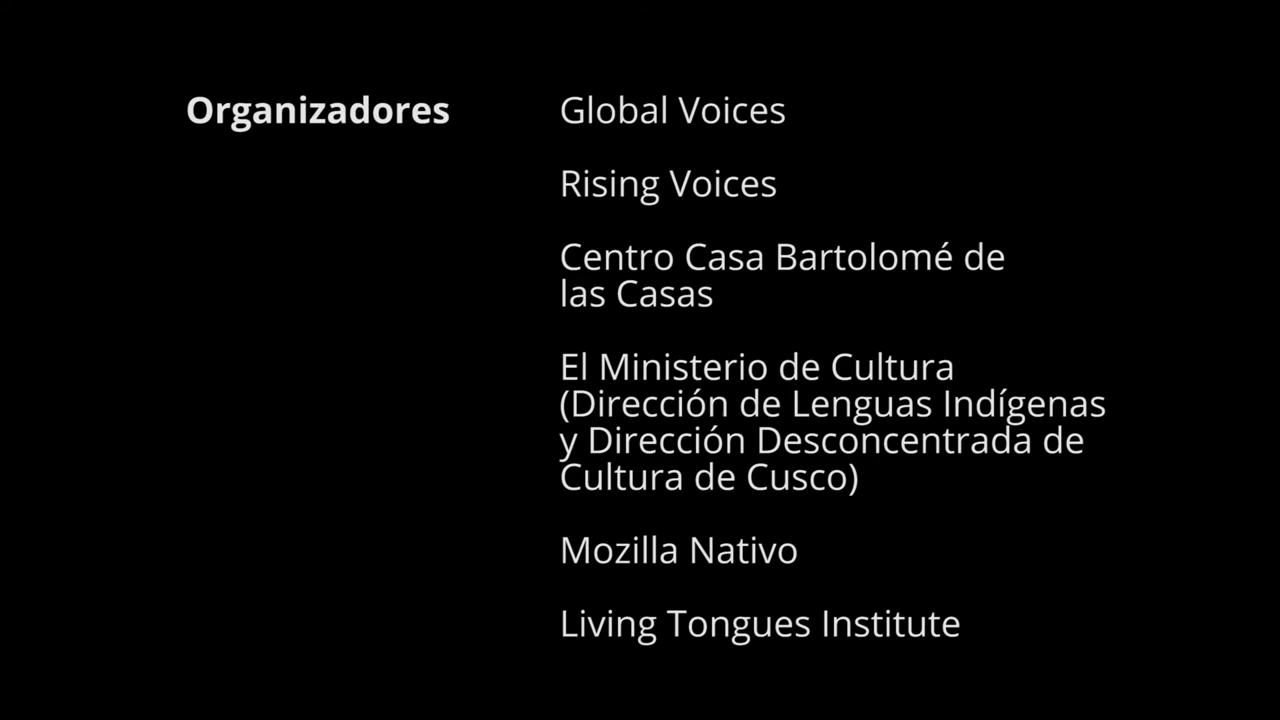 Organizadores
Global Voices
Rising Voices
Centro Casa Bartolomé de
las Casas
El Ministerio de Cultura
(Dirección de Lenguas Indígenas
y Dirección Desconcentrada de
Cultura de Cusco)
Mozilla Nativo
Living Tongues Institute